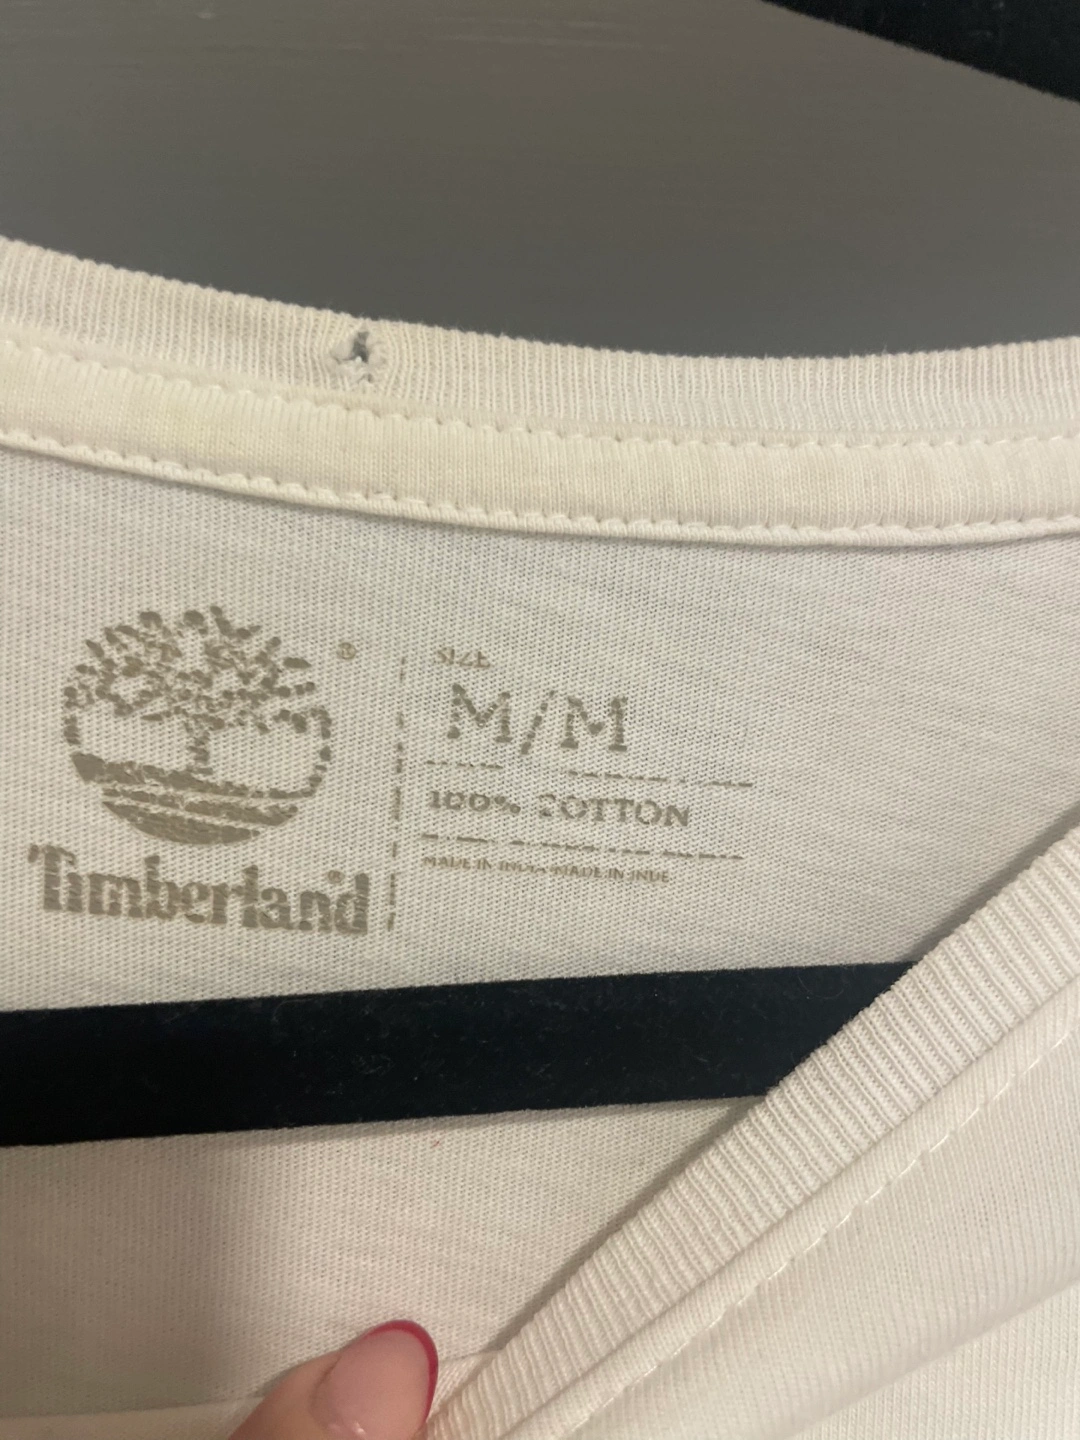 ®
SIZE
M/M
100% COTTON
MADE IN INDIA MADE IN INDE
Timberland®